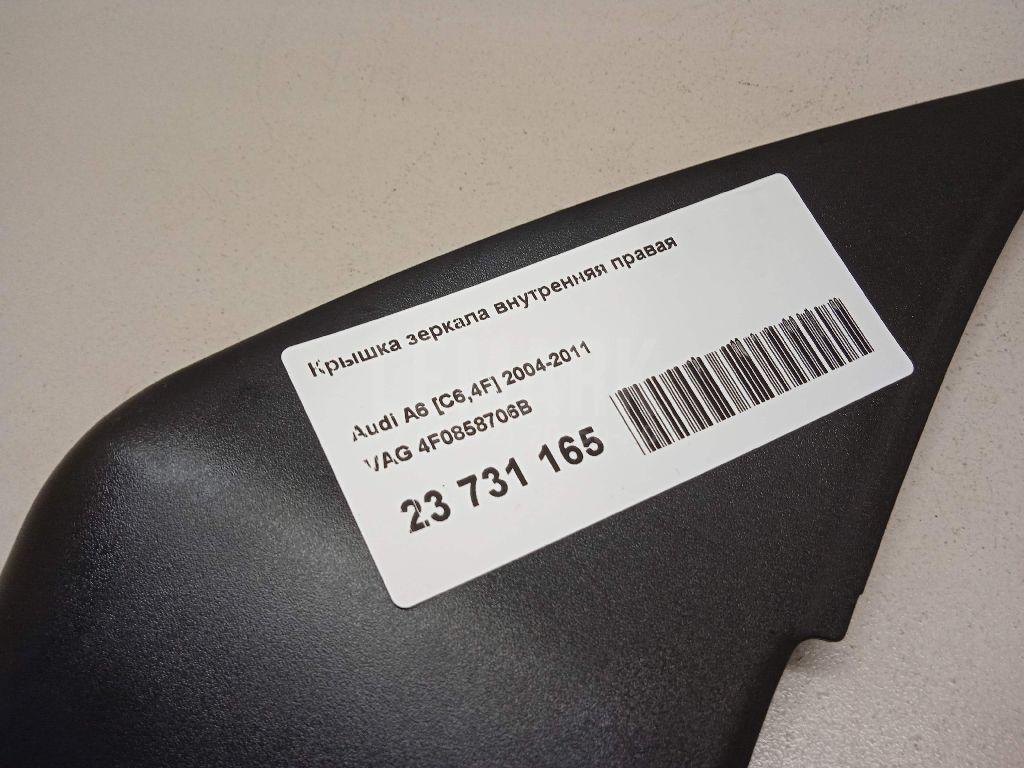 Крышка зеркала внутренняя правая
Audi A6 [C6,4F] 2004-2011
VAG 4F0858706B
23 731 165